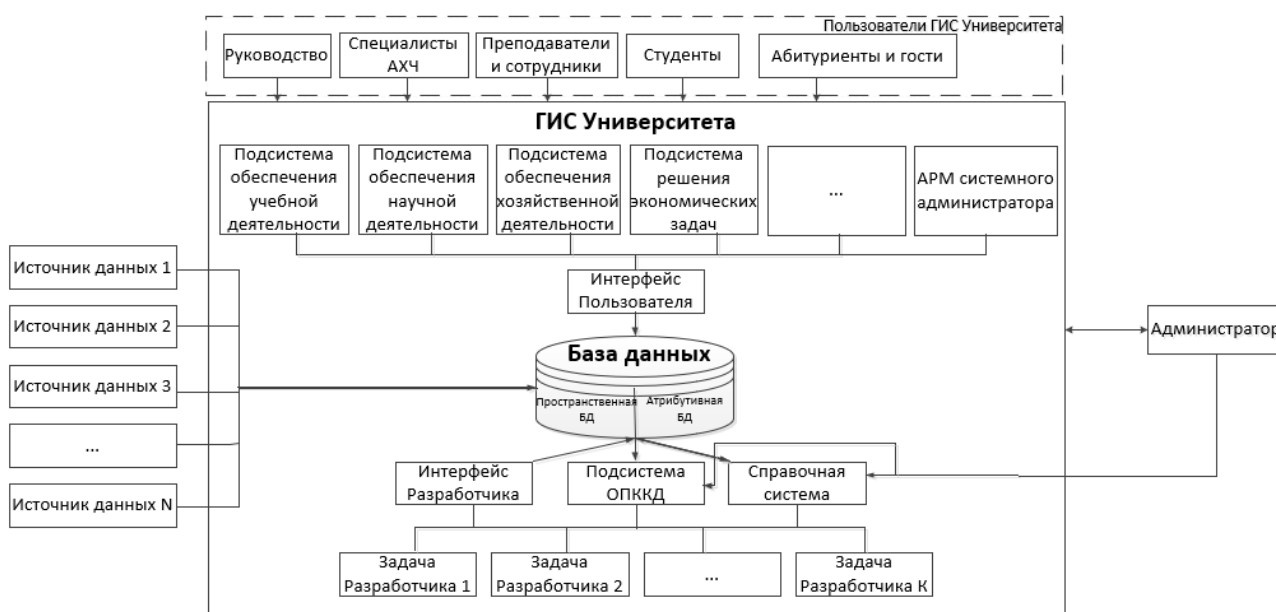 Пользователи ГИС Университета
Руководство
Специалисты
АХЧ
Преподаватели
и сотрудники
Студенты
Абитуриенты и гости
ГИС Университета
Подсистема
обеспечения
учебной
деятельности
Подсистема
обеспечения
научной
деятельности
Подсистема
обеспечения
хозяйственной
деятельности
Подсистема
решения
экономических
задач
...
АРМ системного
администратора
Источник данных 1
Источник данных 2
Источник данных 3
...
Источник данных N
Интерфейс
Пользователя
Администратор
База данных
Пространственная
БД
Атрибутивная
БД
Интерфейс
Разработчика
Подсистема
ОПККД
Справочная
система
Задача
Разработчика 1
Задача
Разработчика 2
...
Задача
Разработчика К